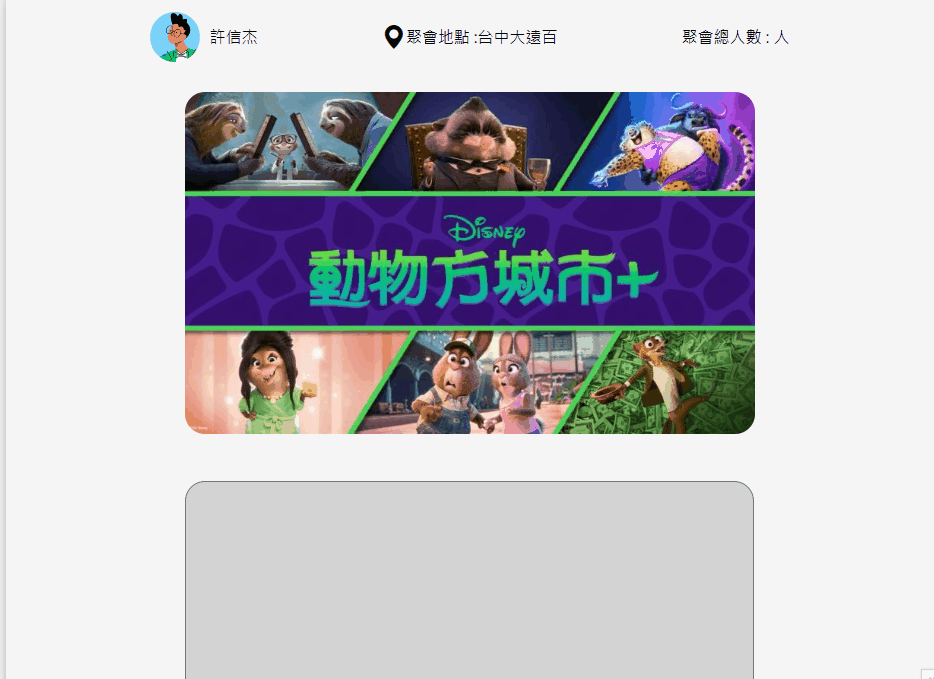 許信杰
聚會地點 :台中大遠百
聚會總人數 : 人
Disney
動物方城市+